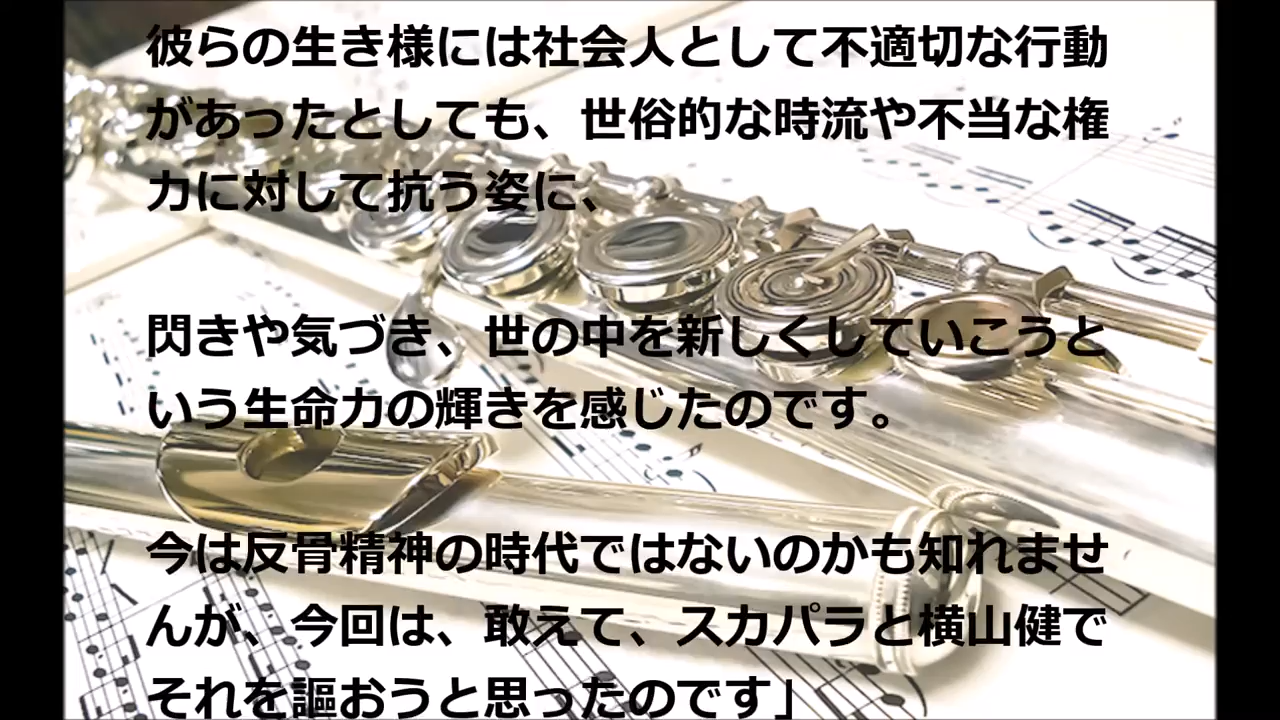 彼らの生き様には社会人として不適切な行動
があったとしても、世俗的な時流や不当な権
力に対して抗う姿に、
閃きや気づき、世の中を新しくしていこうと
いう生命力の輝きを感じたのです。
今は反骨精神の時代ではないのかも知れませ
んが、今回は、敢えて、スカパラと横山健で
それを謳おうと思ったのです」